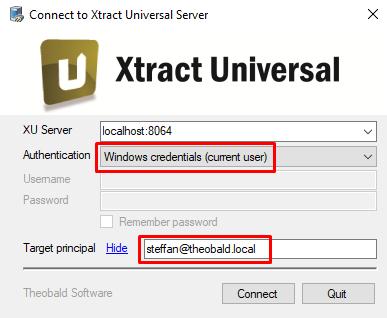 Connect to Xtract Universal Server
Xtract Universal
XU Server localhost:8064
Authentication Windows credentials (current user)
Username
Password
Remember password
Target principal Hide steffan@theobald.local
Theobald Software Connect Quit